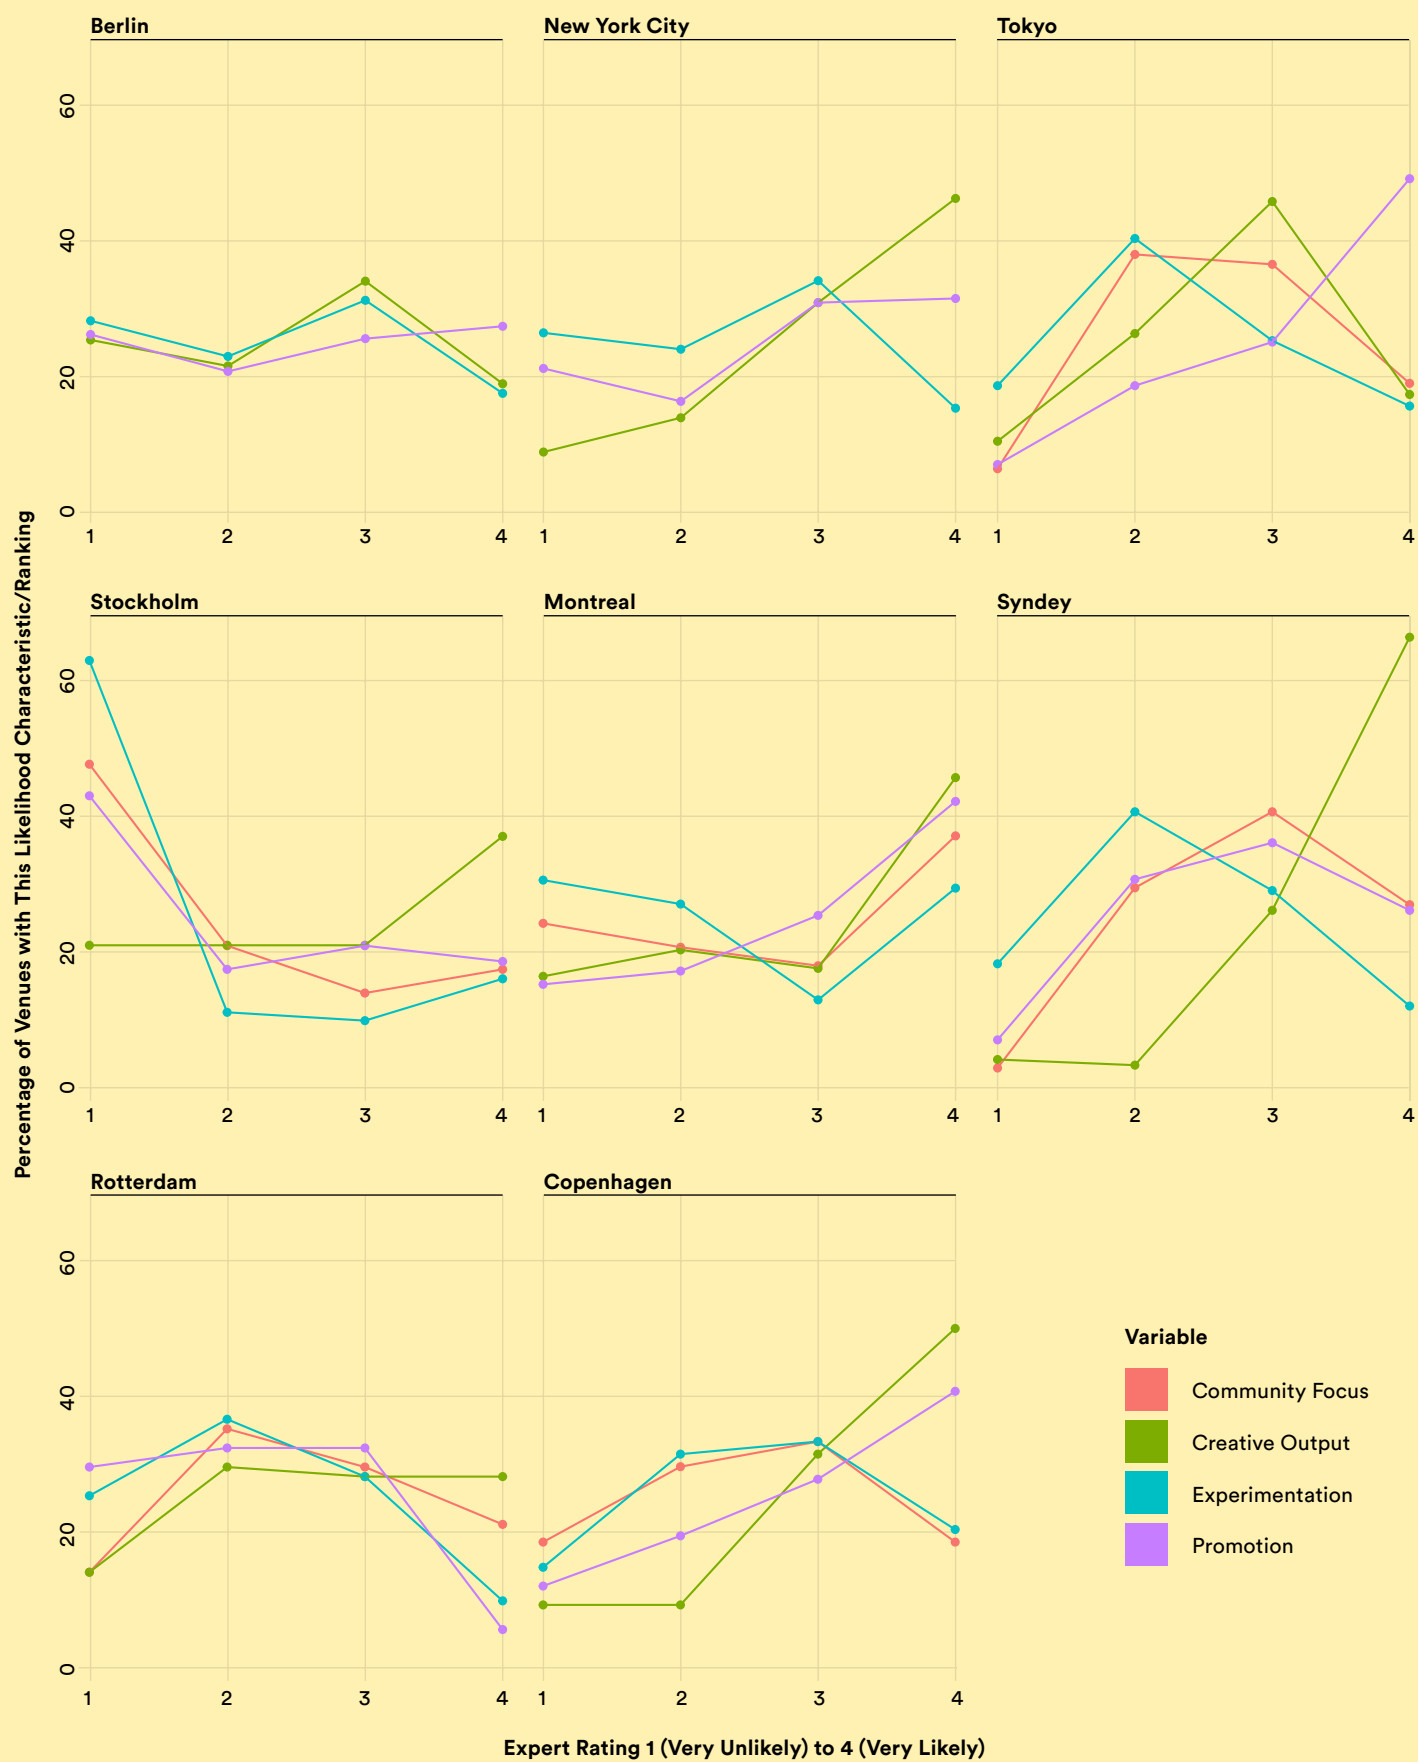 Berlin
New York City
Tokyo
60
40
20
0
1 2 3 4
1 2 3 4
1 2 3 4
Percentage of Venues with This Likelihood Characteristic/Ranking
Stockholm
Montreal
Syndey
60
40
20
0
1 2 3 4
1 2 3 4
1 2 3 4
Rotterdam
Copenhagen
60
40
20
0
1 2 3 4
1 2 3 4
Variable
Community Focus
Creative Output
Experimentation
Promotion
Expert Rating 1 (Very Unlikely) to 4 (Very Likely)